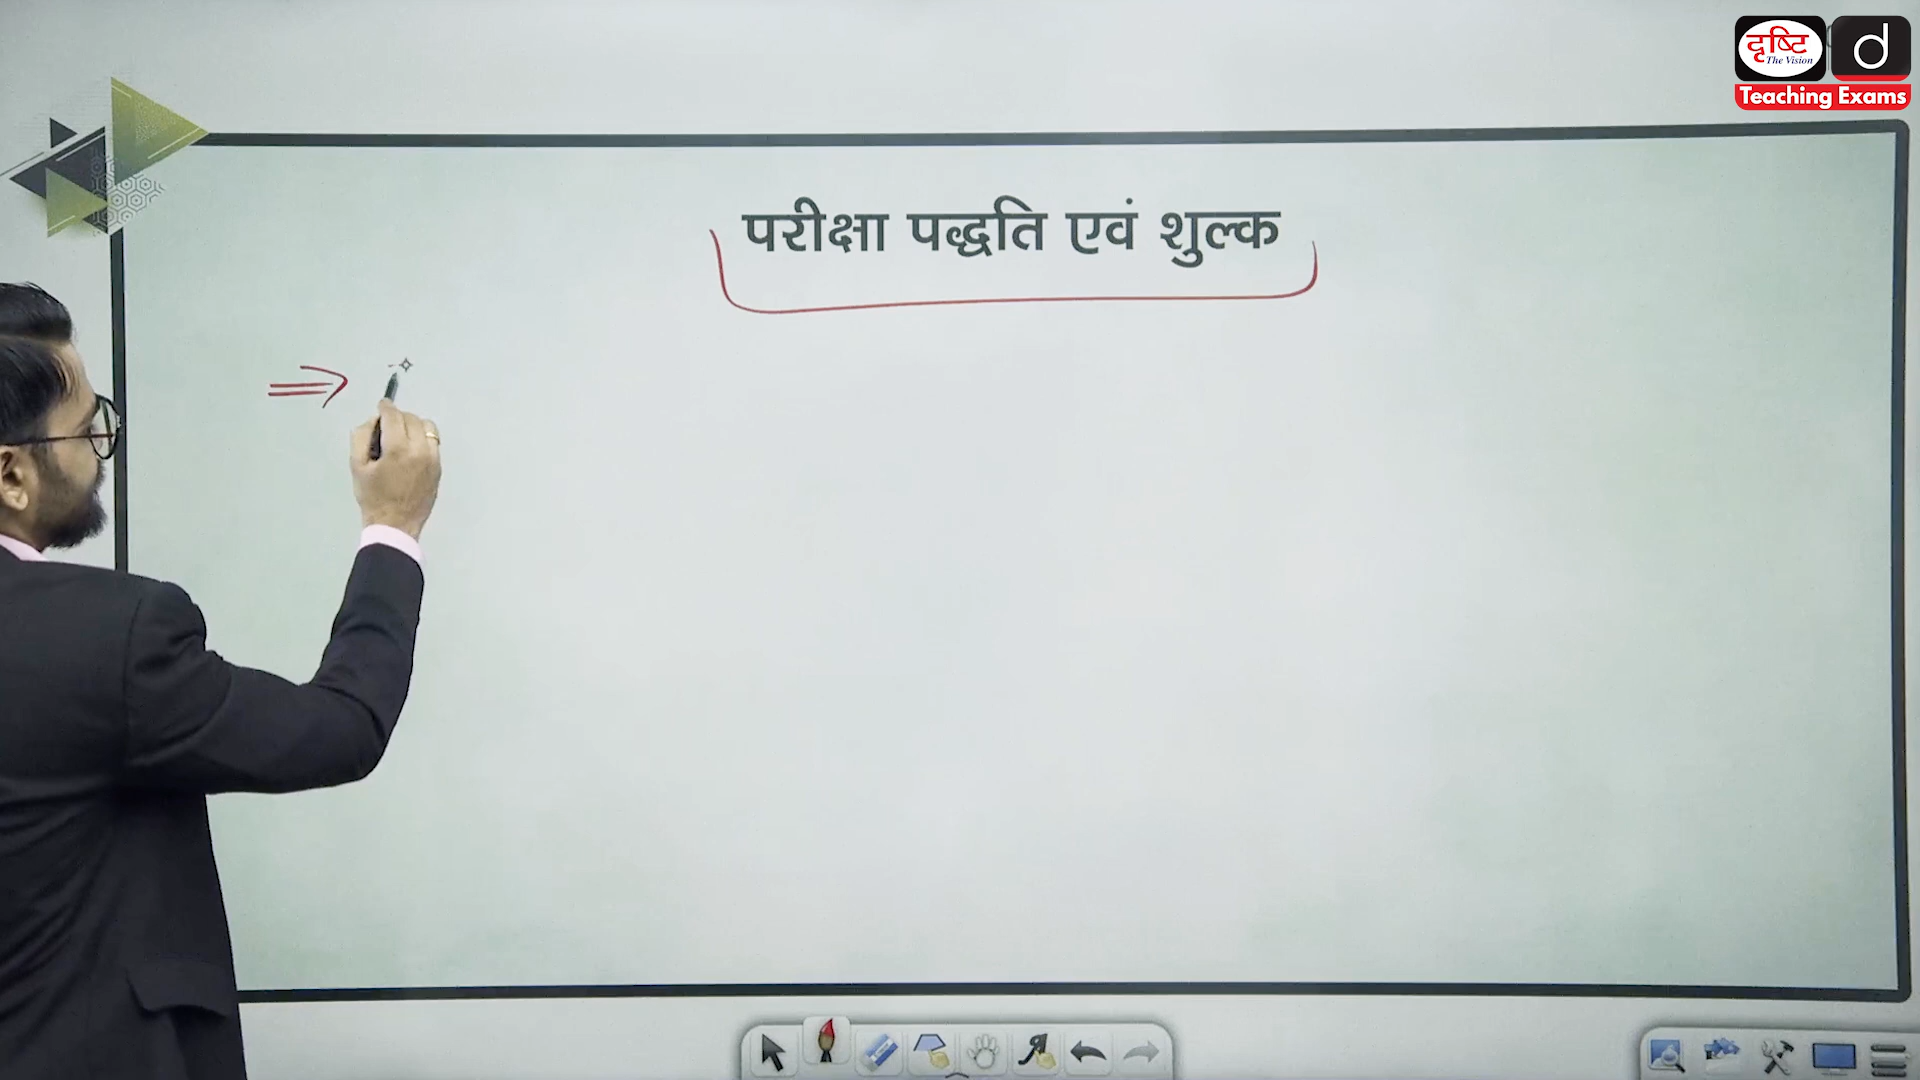 दृष्टि
The Vision
d
Teaching Exams
परीक्षा पद्धति एवं शुल्क